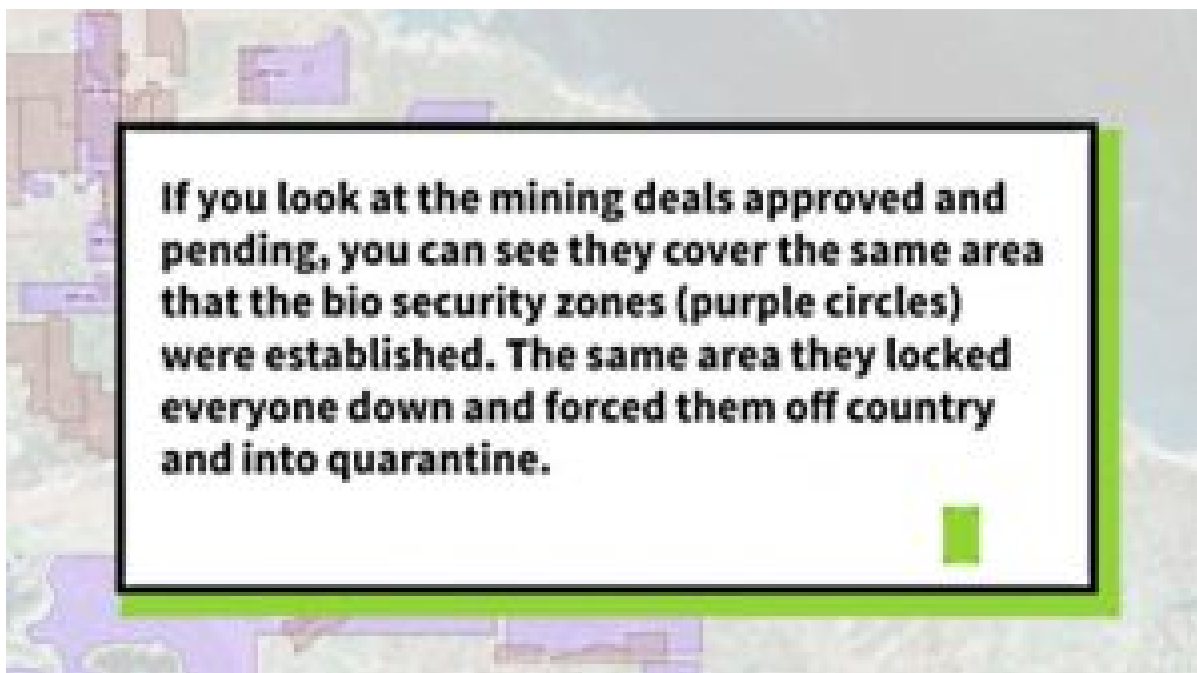 If you look at the mining deals approved and
pending, you can see they cover the same area
that the bio security zones (purple circles)
were established. The same area they locked
everyone down and forced them off country
and into quarantine.